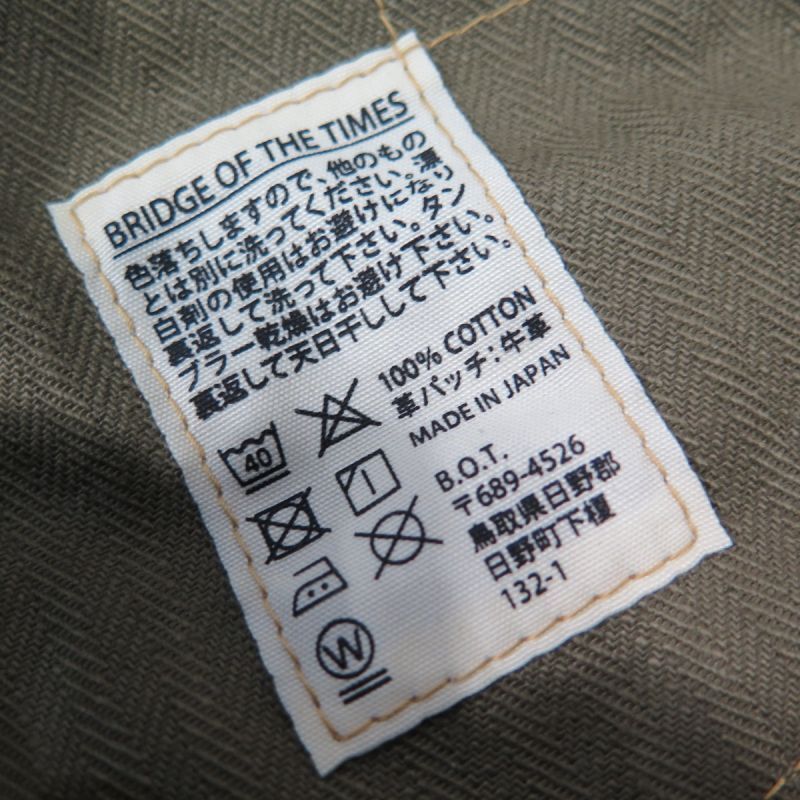 BRIDGE OF THE TIMES
色落ちしますので、他のもの
とは別に洗ってください。漂
白剤の使用はお避けになり
裏返して洗って下さい。タン
ブラー乾燥はお避け下さい。
裏返して天日干しして下さい。
100% COTTON
革パッチ：牛革
MADE IN JAPAN
40
B.O.T.
〒689-4526
鳥取県日野郡
日野町下榎
132-1
W